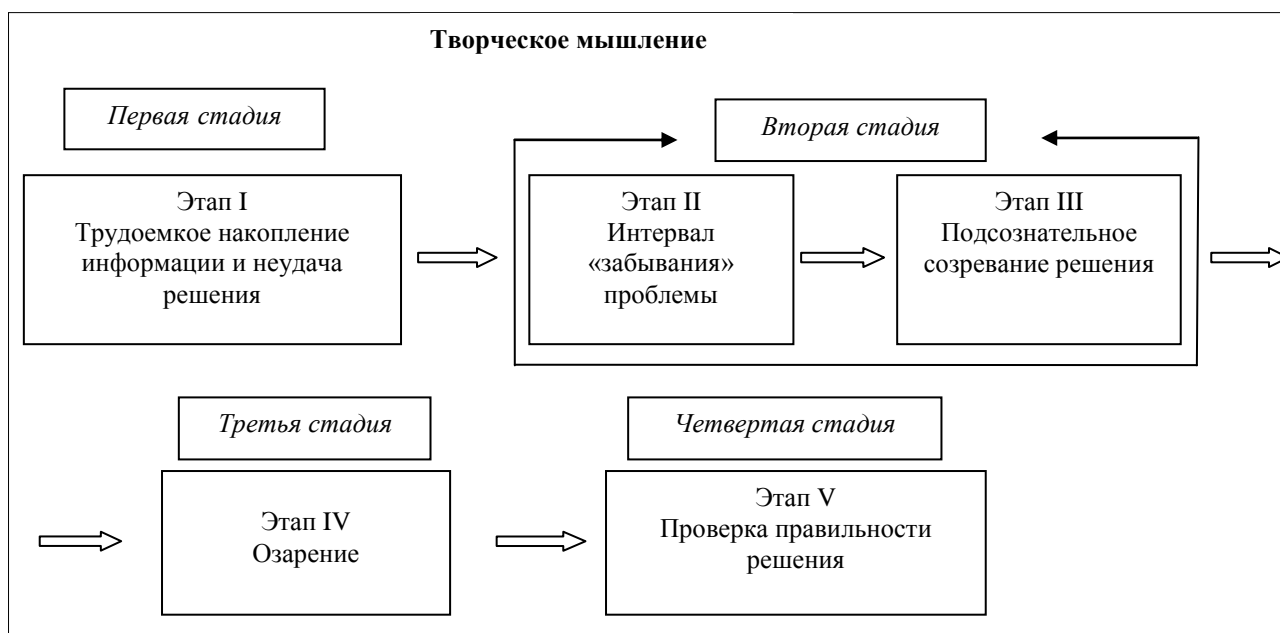 Творческое мышление
Первая стадия
Вторая стадия
Этап I
Трудоемкое накопление
информации и неудача
решения
Этап II
Интервал
«забывания»
проблемы
Этап III
Подсознательное
созревание решения
Третья стадия
Четвертая стадия
Этап IV
Озарение
Этап V
Проверка правильности
решения